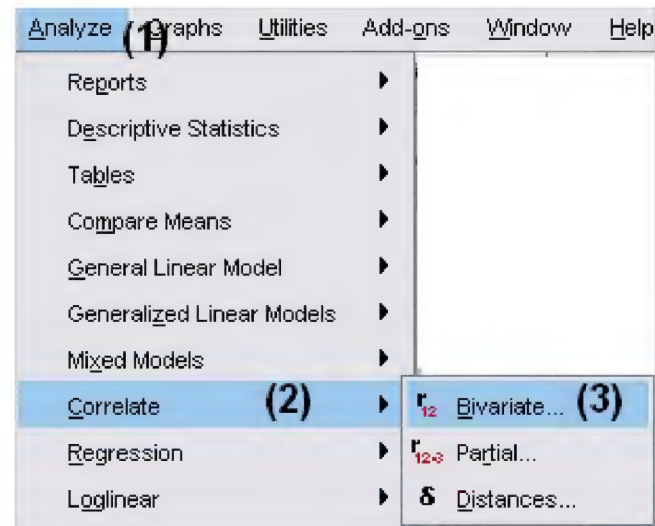 Analyze (1) Graphs Utilities Add-ons Window Help
Reports
Descriptive Statistics
Tables
Compare Means
General Linear Model
Generalized Linear Models
Mixed Models
Correlate (2) r12 Bivariate... (3)
Regression r12•3 Partial...
Loglinear δ Distances...